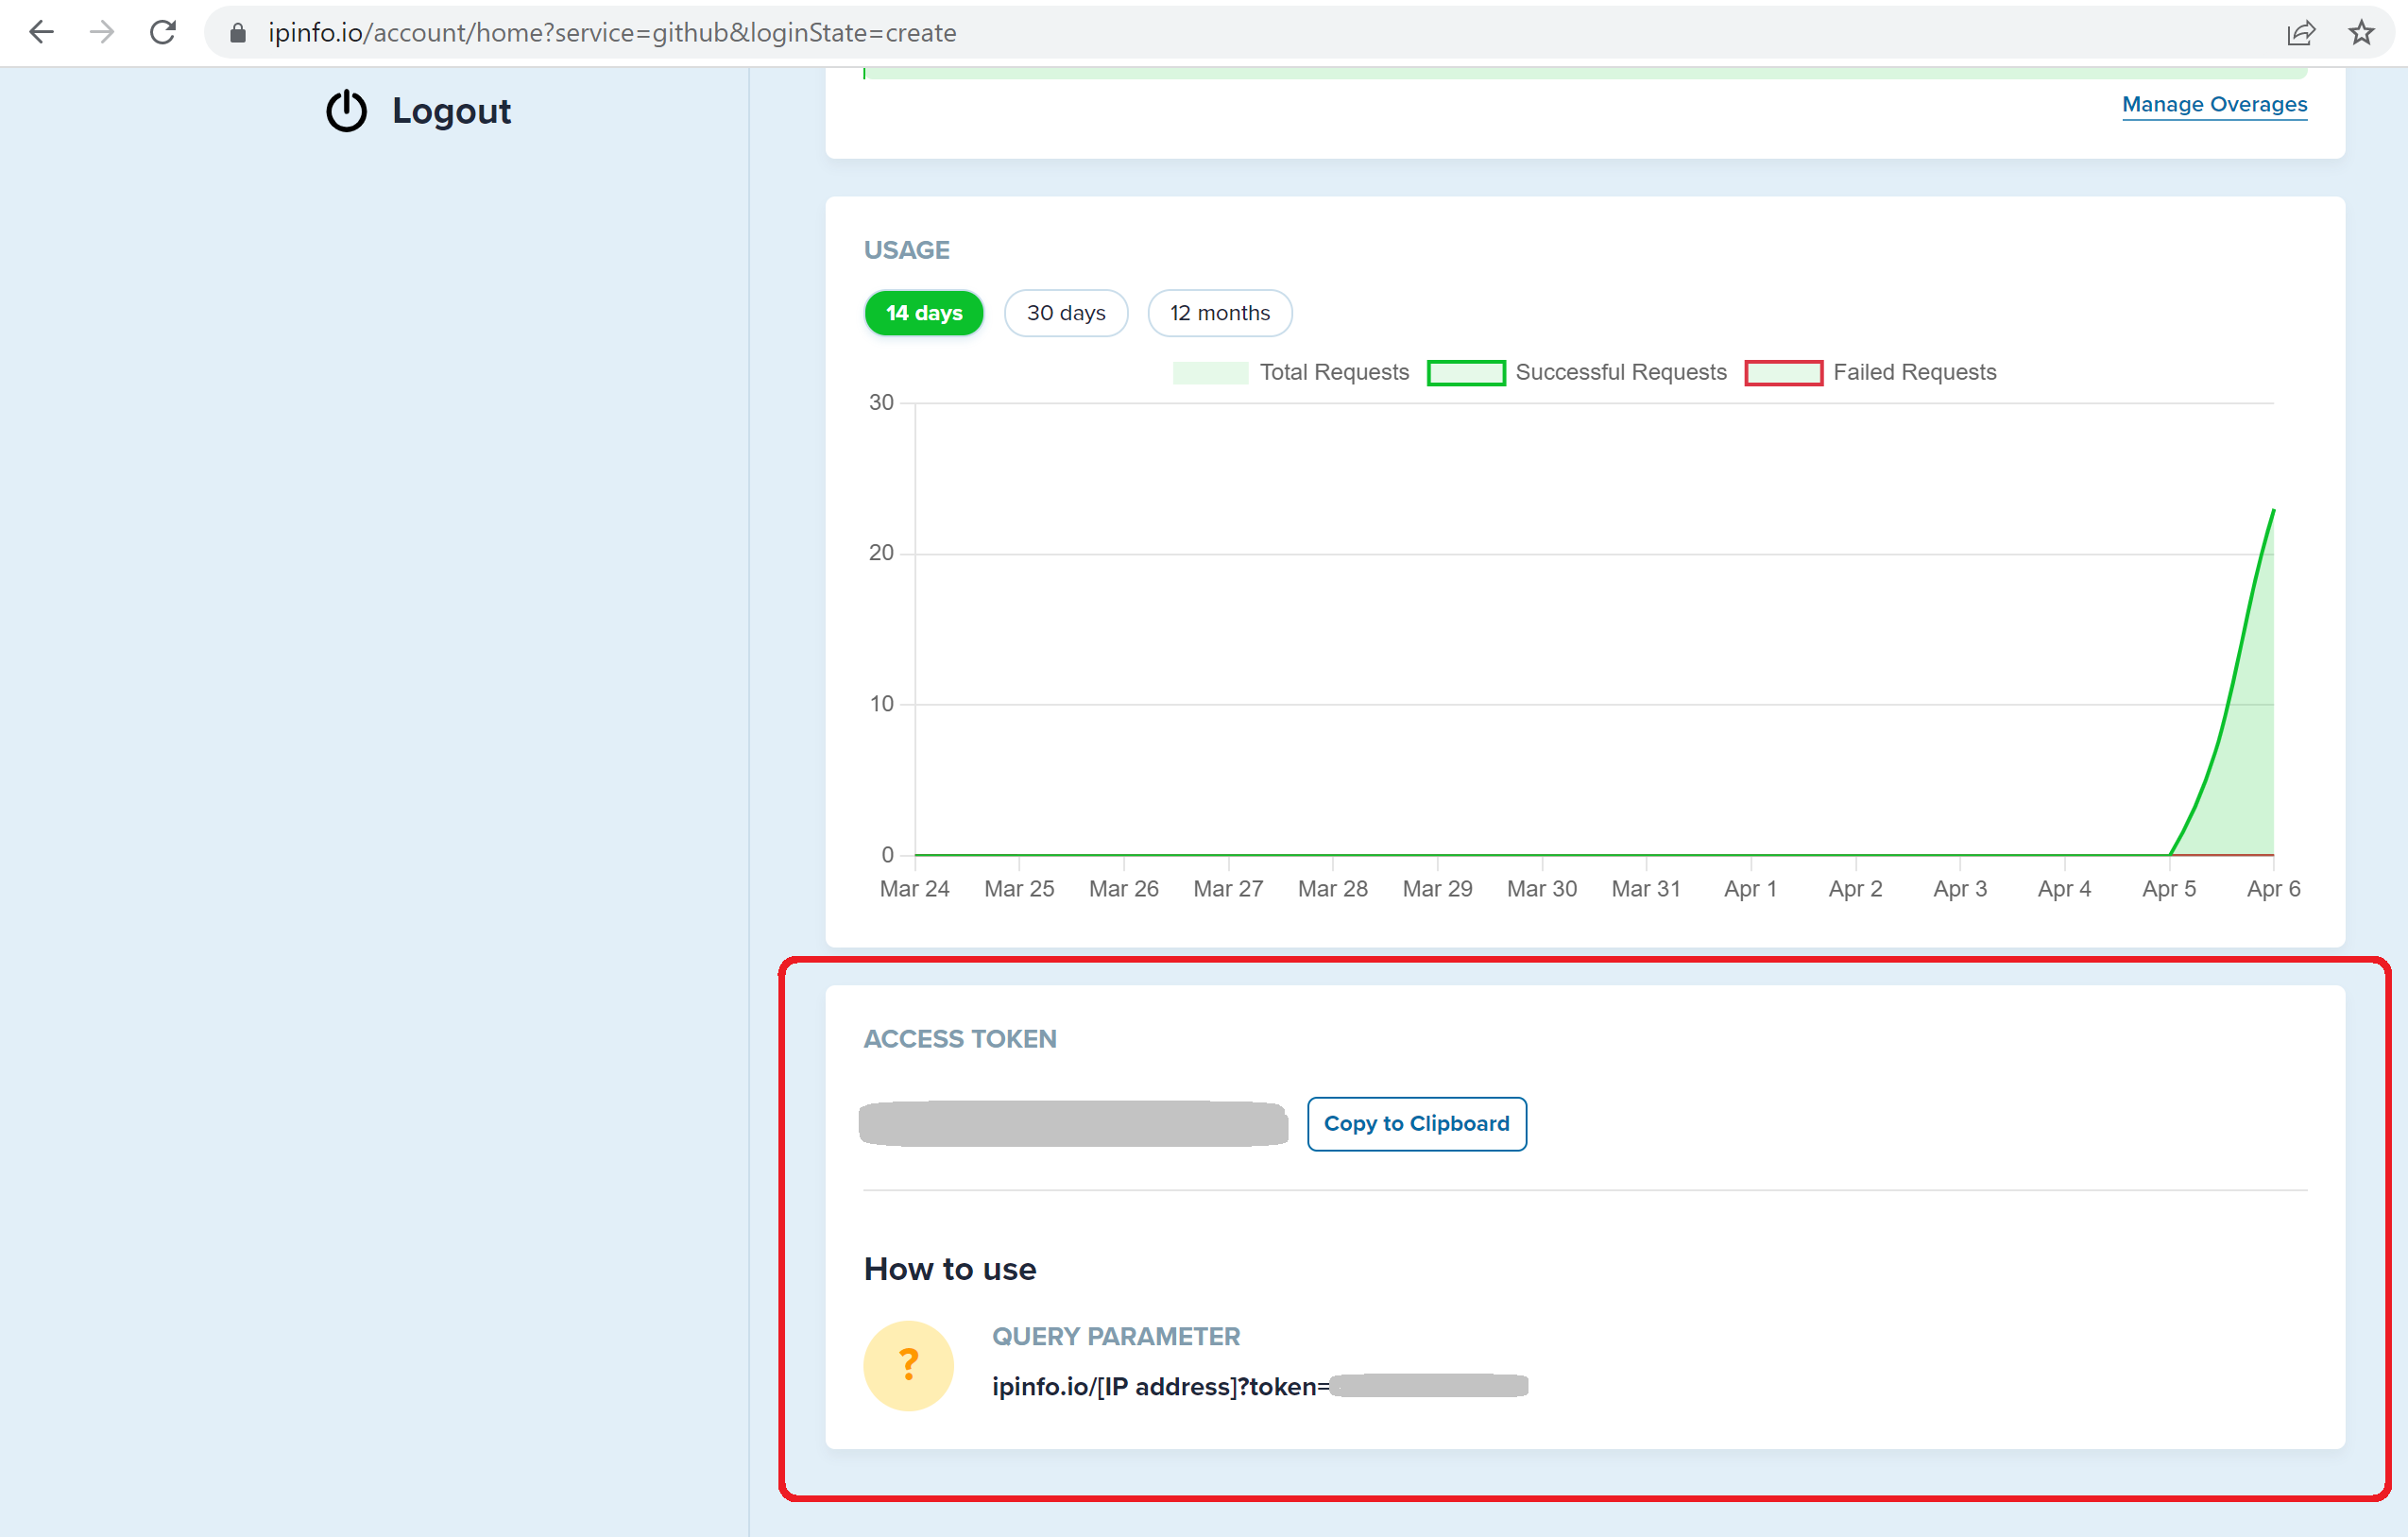 ipinfo.io/account/home?service=github&loginState=create
Logout
Manage Overages
USAGE
14 days 30 days 12 months
Total Requests Successful Requests Failed Requests
30
20
10
0
Mar 24 Mar 25 Mar 26 Mar 27 Mar 28 Mar 29 Mar 30 Mar 31 Apr 1 Apr 2 Apr 3 Apr 4 Apr 5 Apr 6
ACCESS TOKEN
Copy to Clipboard
How to use
?
QUERY PARAMETER
ipinfo.io/[IP address]?token=